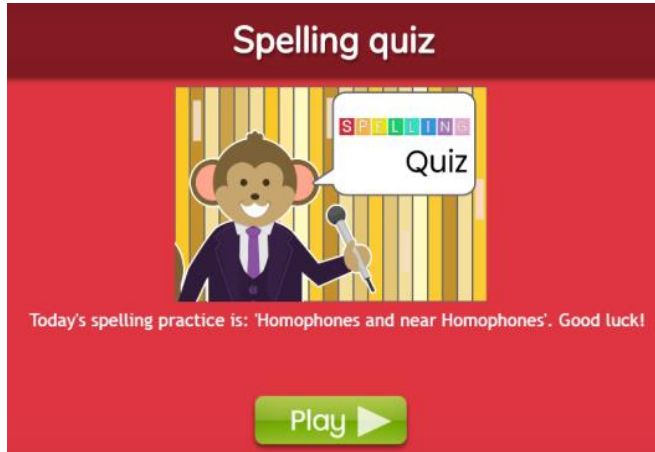 Spelling quiz
SPELLING
Quiz
Today's spelling practice is: 'Homophones and near Homophones'. Good luck!
Play